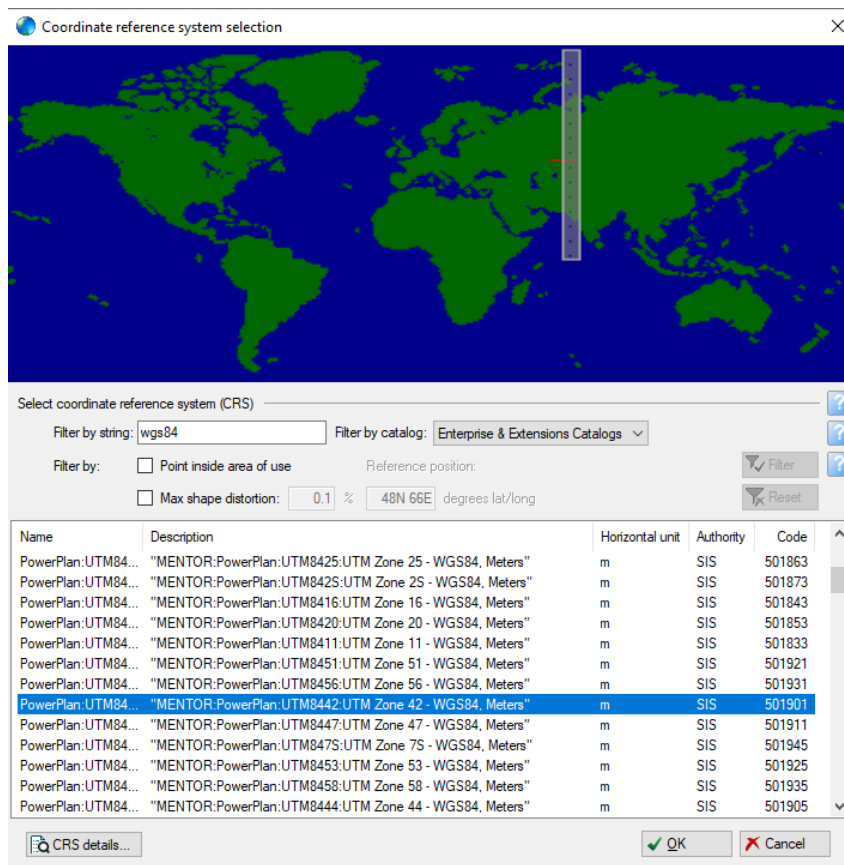 Coordinate reference system selection
Select coordinate reference system (CRS)
Filter by string: wgs84 Filter by catalog: Enterprise & Extensions Catalogs
Filter by: Point inside area of use Reference position: Filter
Max shape distortion: 0.1 % 48N 66E degrees lat/long Reset
Name Description Horizontal unit Authority Code
PowerPlan:UTM84... "MENTOR:PowerPlan:UTM8425:UTM Zone 25 - WGS84, Meters" m SIS 501863
PowerPlan:UTM84... "MENTOR:PowerPlan:UTM842S:UTM Zone 2S - WGS84, Meters" m SIS 501873
PowerPlan:UTM84... "MENTOR:PowerPlan:UTM8416:UTM Zone 16 - WGS84, Meters" m SIS 501843
PowerPlan:UTM84... "MENTOR:PowerPlan:UTM8420:UTM Zone 20 - WGS84, Meters" m SIS 501853
PowerPlan:UTM84... "MENTOR:PowerPlan:UTM8411:UTM Zone 11 - WGS84, Meters" m SIS 501833
PowerPlan:UTM84... "MENTOR:PowerPlan:UTM8451:UTM Zone 51 - WGS84, Meters" m SIS 501921
PowerPlan:UTM84... "MENTOR:PowerPlan:UTM8456:UTM Zone 56 - WGS84, Meters" m SIS 501931
PowerPlan:UTM84... "MENTOR:PowerPlan:UTM8442:UTM Zone 42 - WGS84, Meters" m SIS 501901
PowerPlan:UTM84... "MENTOR:PowerPlan:UTM8447:UTM Zone 47 - WGS84, Meters" m SIS 501911
PowerPlan:UTM84... "MENTOR:PowerPlan:UTM847S:UTM Zone 7S - WGS84, Meters" m SIS 501945
PowerPlan:UTM84... "MENTOR:PowerPlan:UTM8453:UTM Zone 53 - WGS84, Meters" m SIS 501925
PowerPlan:UTM84... "MENTOR:PowerPlan:UTM8458:UTM Zone 58 - WGS84, Meters" m SIS 501935
PowerPlan:UTM84... "MENTOR:PowerPlan:UTM8444:UTM Zone 44 - WGS84, Meters" m SIS 501905
CRS details... OK Cancel